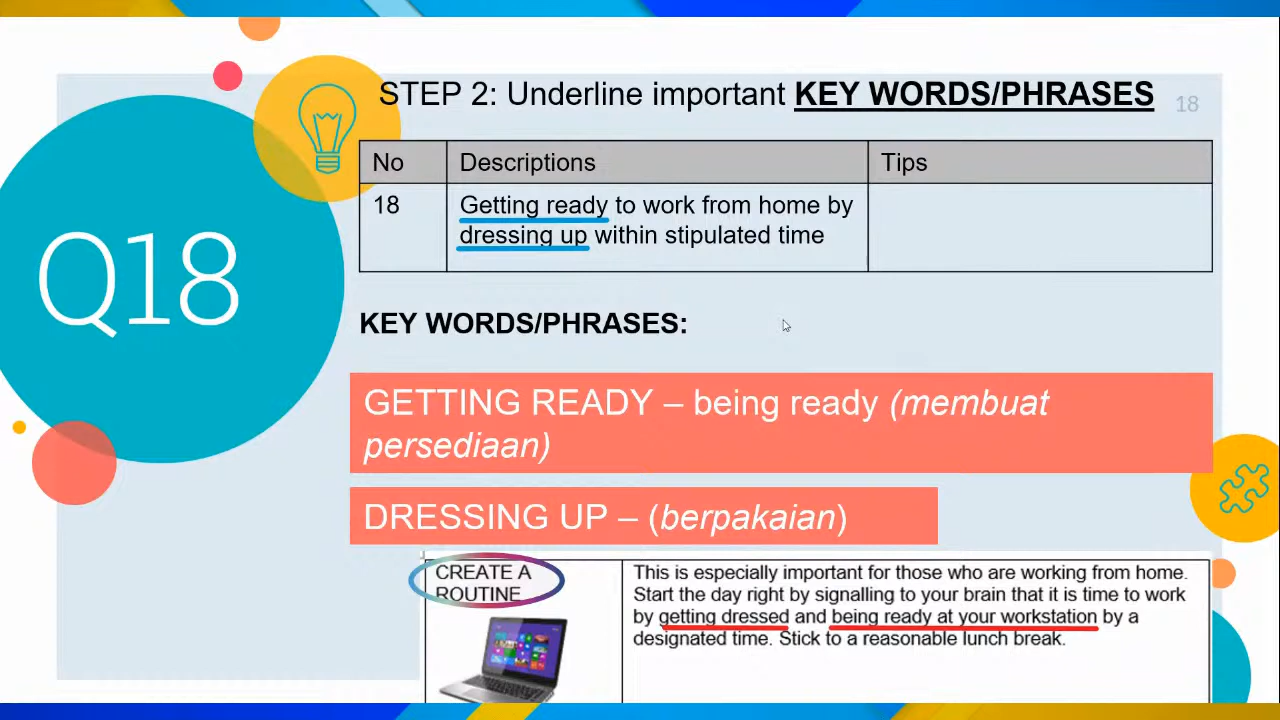 STEP 2: Underline important KEY WORDS/PHRASES
18
No
Descriptions
Tips
18
Getting ready to work from home by
dressing up within stipulated time
Q18
KEY WORDS/PHRASES:
GETTING READY – being ready (membuat
persediaan)
DRESSING UP – (berpakaian)
CREATE A
ROUTINE
This is especially important for those who are working from home.
Start the day right by signalling to your brain that it is time to work
by getting dressed and being ready at your workstation by a
designated time. Stick to a reasonable lunch break.